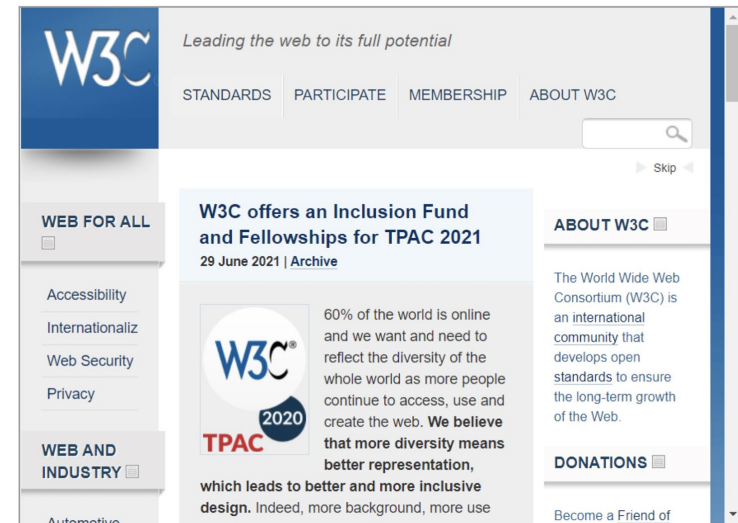 W3C
Leading the web to its full potential
STANDARDS PARTICIPATE MEMBERSHIP ABOUT W3C
Skip
WEB FOR ALL
Accessibility
Internationaliz
Web Security
Privacy
WEB AND
INDUSTRY
Automotive
W3C offers an Inclusion Fund
and Fellowships for TPAC 2021
29 June 2021 | Archive
W3C®
2020
TPAC
60% of the world is online
and we want and need to
reflect the diversity of the
whole world as more people
continue to access, use and
create the web. We believe
that more diversity means
better representation,
which leads to better and more inclusive
design. Indeed, more background, more use
ABOUT W3C
The World Wide Web
Consortium (W3C) is
an international
community that
develops open
standards to ensure
the long-term growth
of the Web.
DONATIONS
Become a Friend of